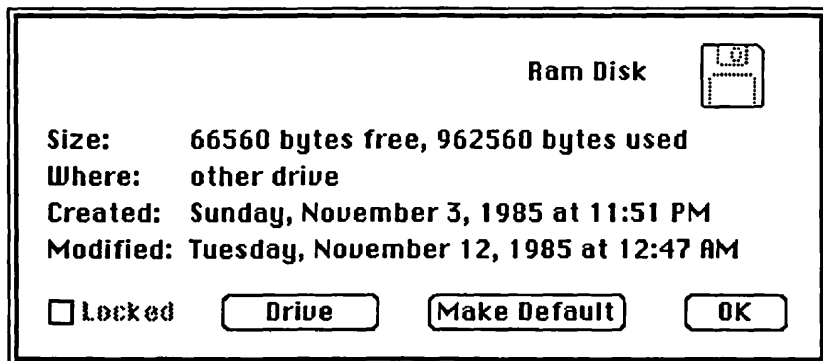 Ram Disk
Size: 66560 bytes free, 962560 bytes used
Where: other drive
Created: Sunday, November 3, 1985 at 11:51 PM
Modified: Tuesday, November 12, 1985 at 12:47 AM
Locked Drive Make Default OK